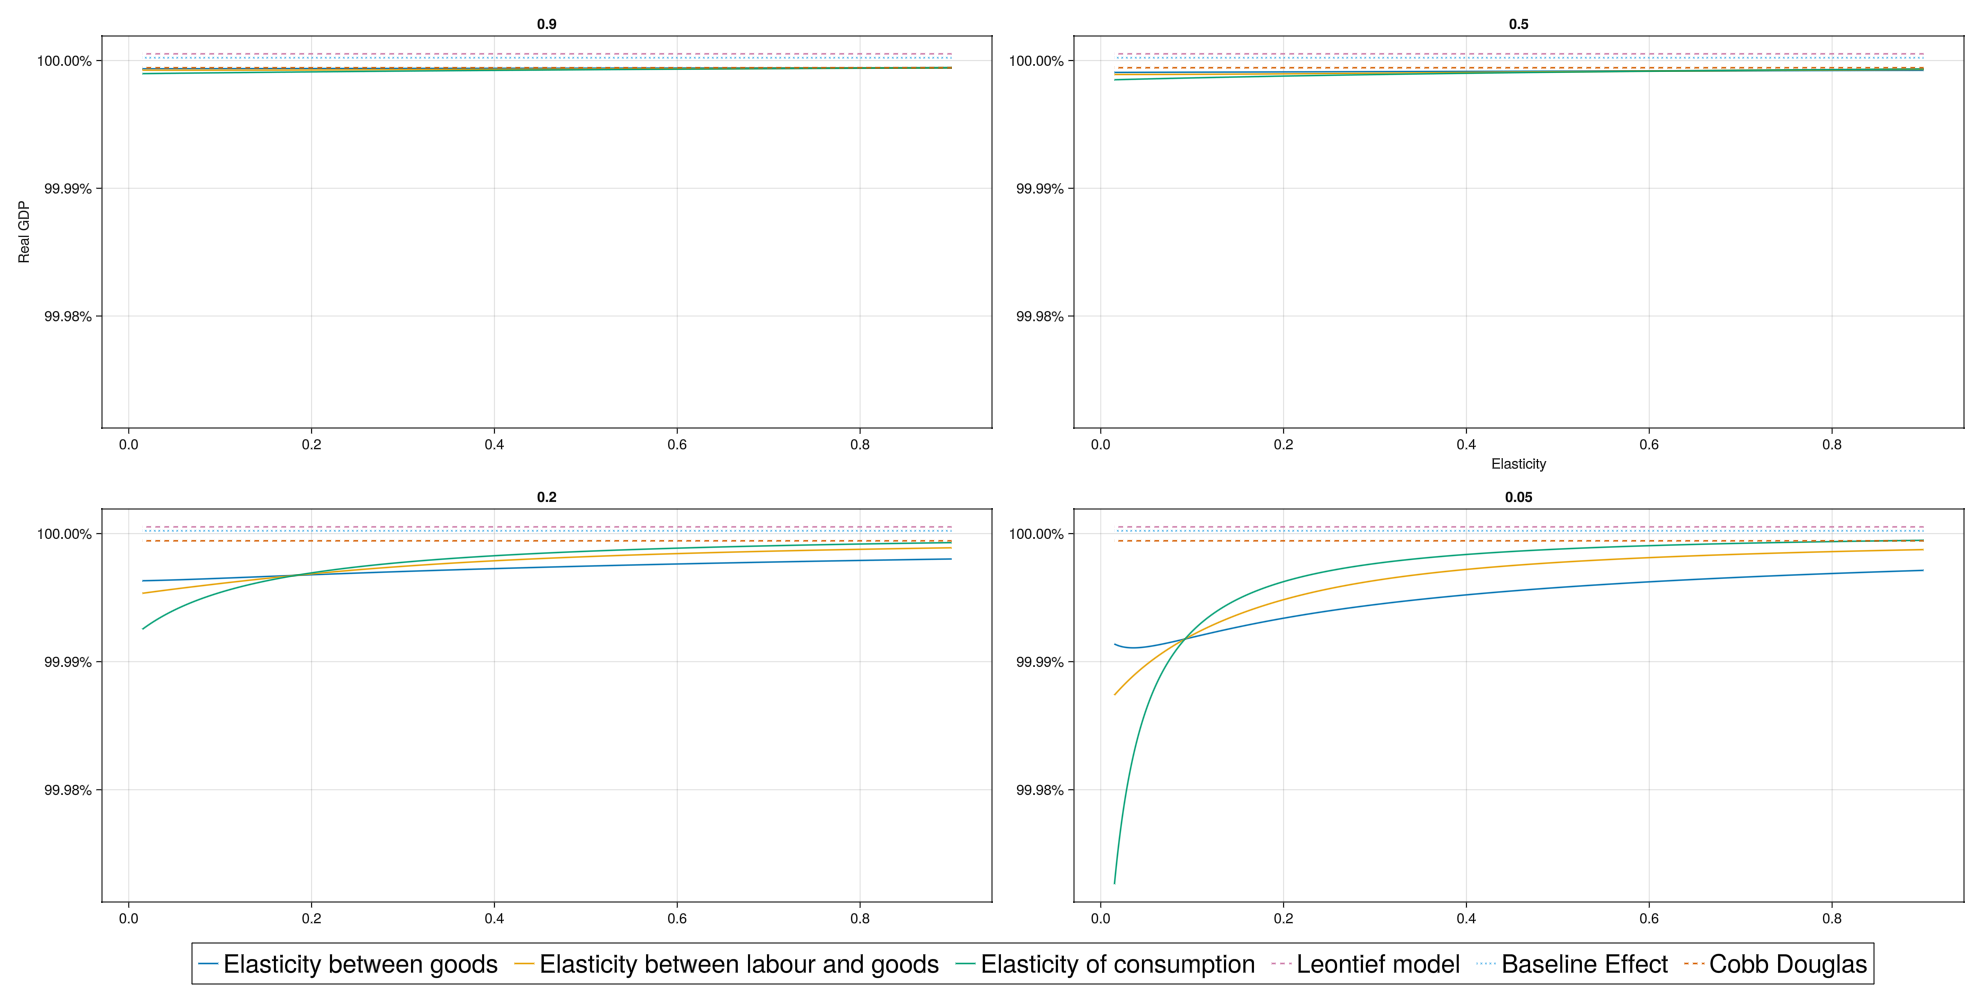 0.9
100.00%
99.99%
99.98%
Real GDP
0.0 0.2 0.4 0.6 0.8
0.5
100.00%
99.99%
99.98%
0.0 0.2 0.4 0.6 0.8
Elasticity
0.2
100.00%
99.99%
99.98%
0.0 0.2 0.4 0.6 0.8
0.05
100.00%
99.99%
99.98%
0.0 0.2 0.4 0.6 0.8
Elasticity between goods Elasticity between labour and goods Elasticity of consumption Leontief model Baseline Effect Cobb Douglas